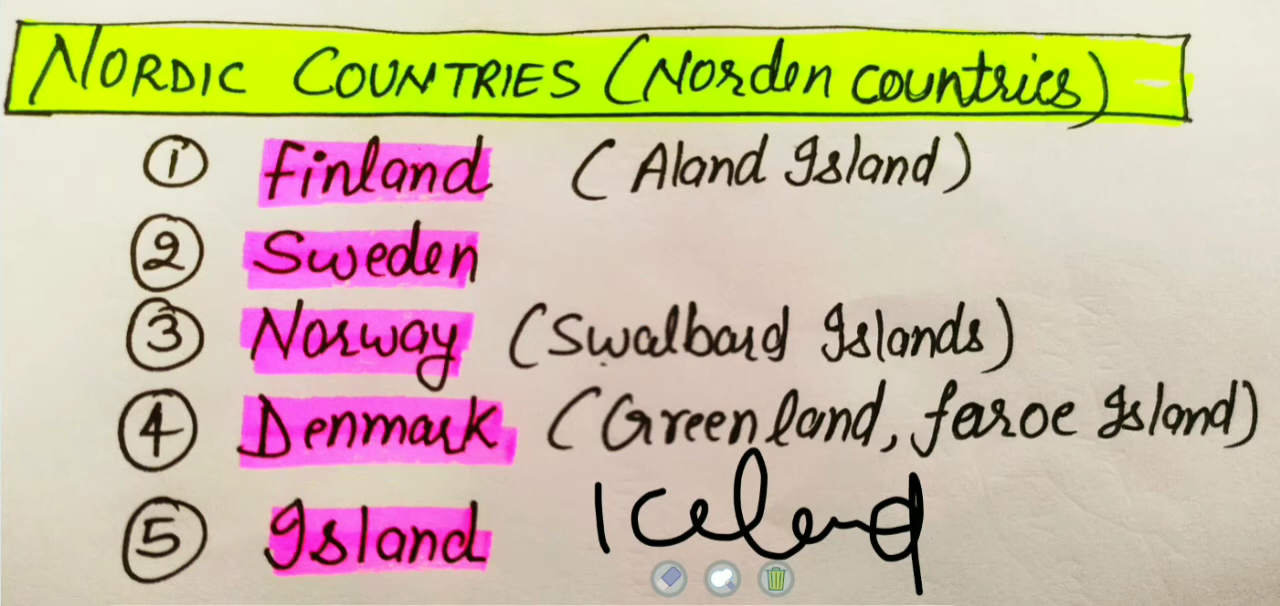 NORDIC COUNTRIES (Norden countries)
① Finland (Aland Island)
② Sweden
③ Norway (Swalbard Islands)
④ Denmark (Greenland, faroe Island)
⑤ Island Iceland